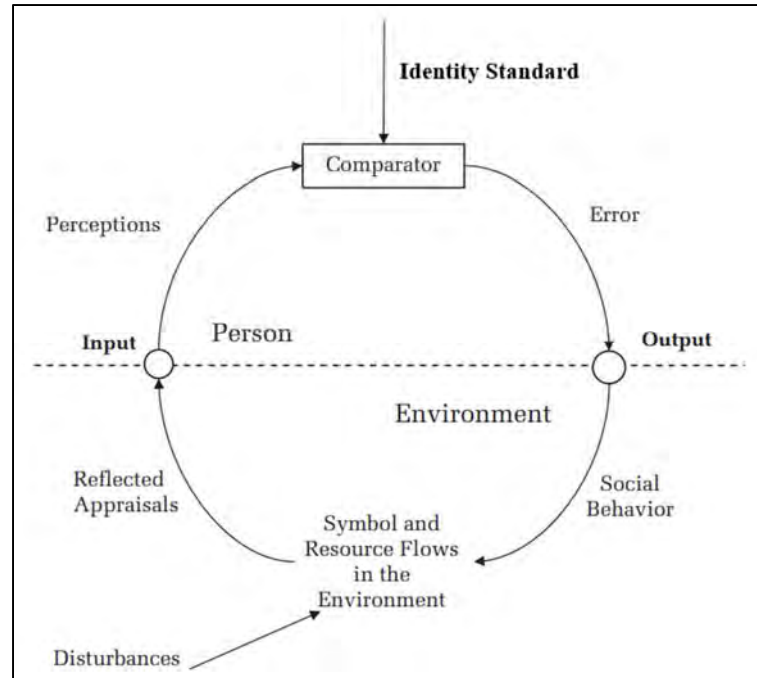 Identity Standard
Comparator
Perceptions
Error
Input
Person
Output
Environment
Reflected
Appraisals
Social
Behavior
Symbol and
Resource Flows
in the
Environment
Disturbances